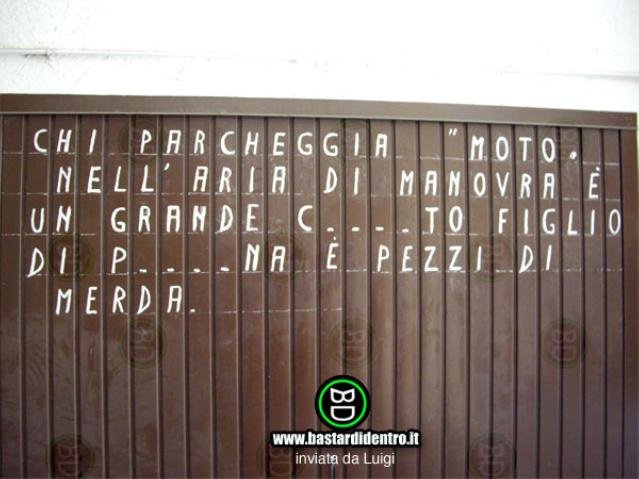 CHI PARCHEGGIA "MOTO.
NELL'ARIA DI MANOVRA È
UN GRANDE C....TO FIGLIO
DI P....NA È PEZZI DI
MERDA.
BD
www.bastardidentro.it
inviata da Luigi